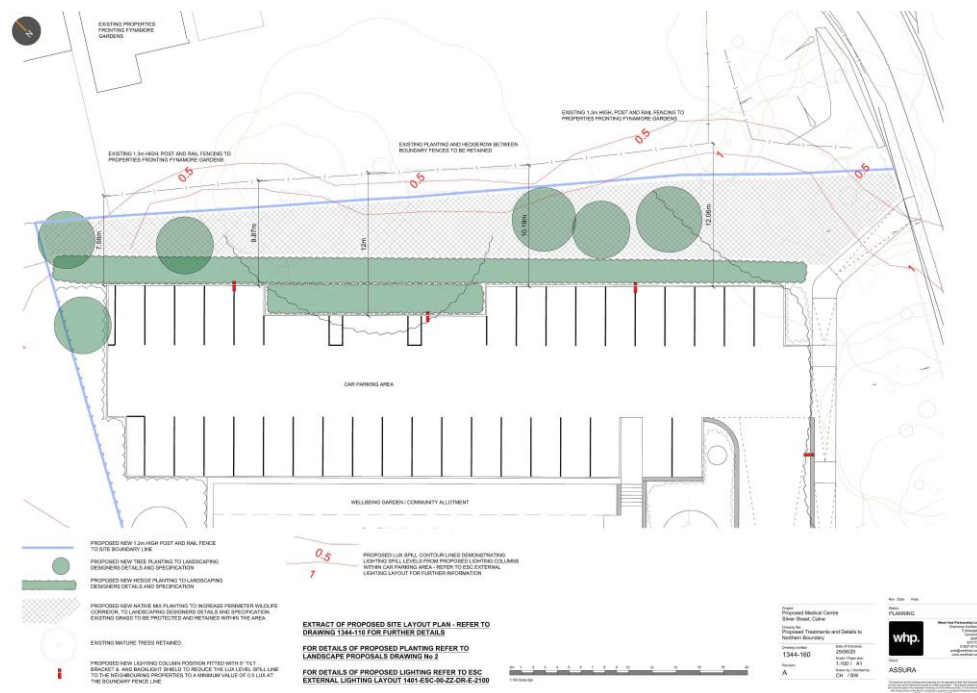 EXISTING PROPERTIES
FRONTING FYNAMORE
GARDENS
EXISTING 1.3m HIGH, POST AND RAIL FENCING TO
PROPERTIES FRONTING FYNAMORE GARDENS
EXISTING 1.3m HIGH, POST AND RAIL FENCING TO
PROPERTIES FRONTING FYNAMORE GARDENS
EXISTING PLANTING AND HEDGEROW BETWEEN
BOUNDARY FENCES TO BE RETAINED
0.5
0.5
0.5
1
0.5
1
7.56m
8.87m
12m
10.19m
12.06m
CAR PARKING AREA
WELLBEING GARDEN / COMMUNITY ALLOTMENT
PROPOSED NEW 1.2m HIGH POST AND RAIL FENCE
TO SITE BOUNDARY LINE
PROPOSED NEW TREE PLANTING TO LANDSCAPING
DESIGNERS DETAILS AND SPECIFICATION
PROPOSED NEW HEDGE PLANTING TO LANDSCAPING
DESIGNERS DETAILS AND SPECIFICATION
PROPOSED NEW NATIVE MIX PLANTING TO INCREASE PERIMETER WILDLIFE
CORRIDOR, TO LANDSCAPING DESIGNERS DETAILS AND SPECIFICATION.
EXISTING GRASS TO BE PROTECTED AND RETAINED WITHIN THE AREA
EXISTING MATURE TREES RETAINED
PROPOSED NEW LIGHTING COLUMN POSITION FITTED WITH 5° TILT
BRACKET & AND BACKLIGHT SHIELD TO REDUCE THE LUX LEVEL SPILL LINE
TO THE NEIGHBOURING PROPERTIES TO A MINIMUM VALUE OF 0.5 LUX AT
THE BOUNDARY FENCE LINE
0.5
1
PROPOSED LUX SPILL CONTOUR LINES DEMONSTRATING
LIGHTING SPILL LEVELS FROM PROPOSED LIGHTING COLUMNS
WITHIN CAR PARKING AREA - REFER TO ESC EXTERNAL
LIGHTING LAYOUT FOR FURTHER INFORMATION
EXTRACT OF PROPOSED SITE LAYOUT PLAN - REFER TO
DRAWING 1344-110 FOR FURTHER DETAILS
FOR DETAILS OF PROPOSED PLANTING REFER TO
LANDSCAPE PROPOSALS DRAWING No 2
FOR DETAILS OF PROPOSED LIGHTING REFER TO ESC
EXTERNAL LIGHTING LAYOUT 1401-ESC-00-ZZ-DR-E-2100
Project
Proposed Medical Centre
Silver Street, Calne
Proposed Treatments and Details to
Northern Boundary
1344-160
1:100 / A1
A
CH / SW
PLANNING
whp.
ASSURA